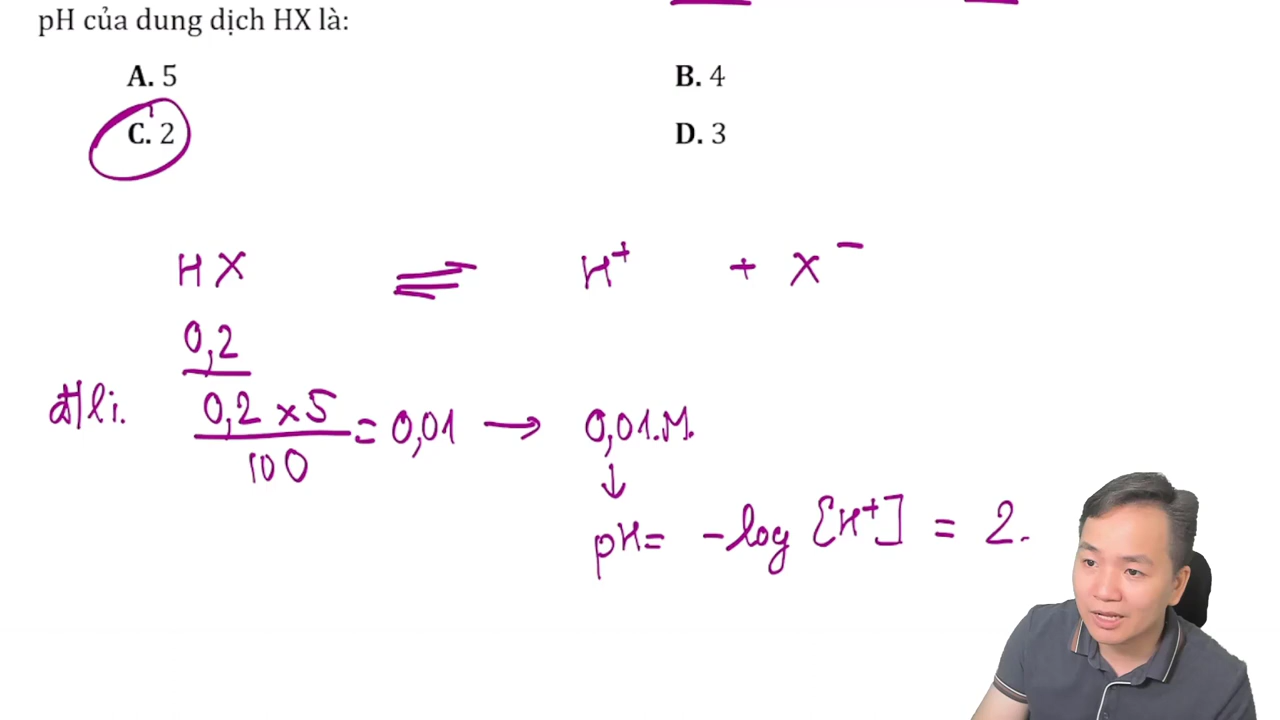 pH của dung dịch HX là:
A. 5
B. 4
C. 2
D. 3
HX ⇌ H⁺ + X⁻
0,2
đli. 0,2 x 5 / 100 = 0,01 → 0,01.M.
↓
pH = -log [H⁺] = 2.